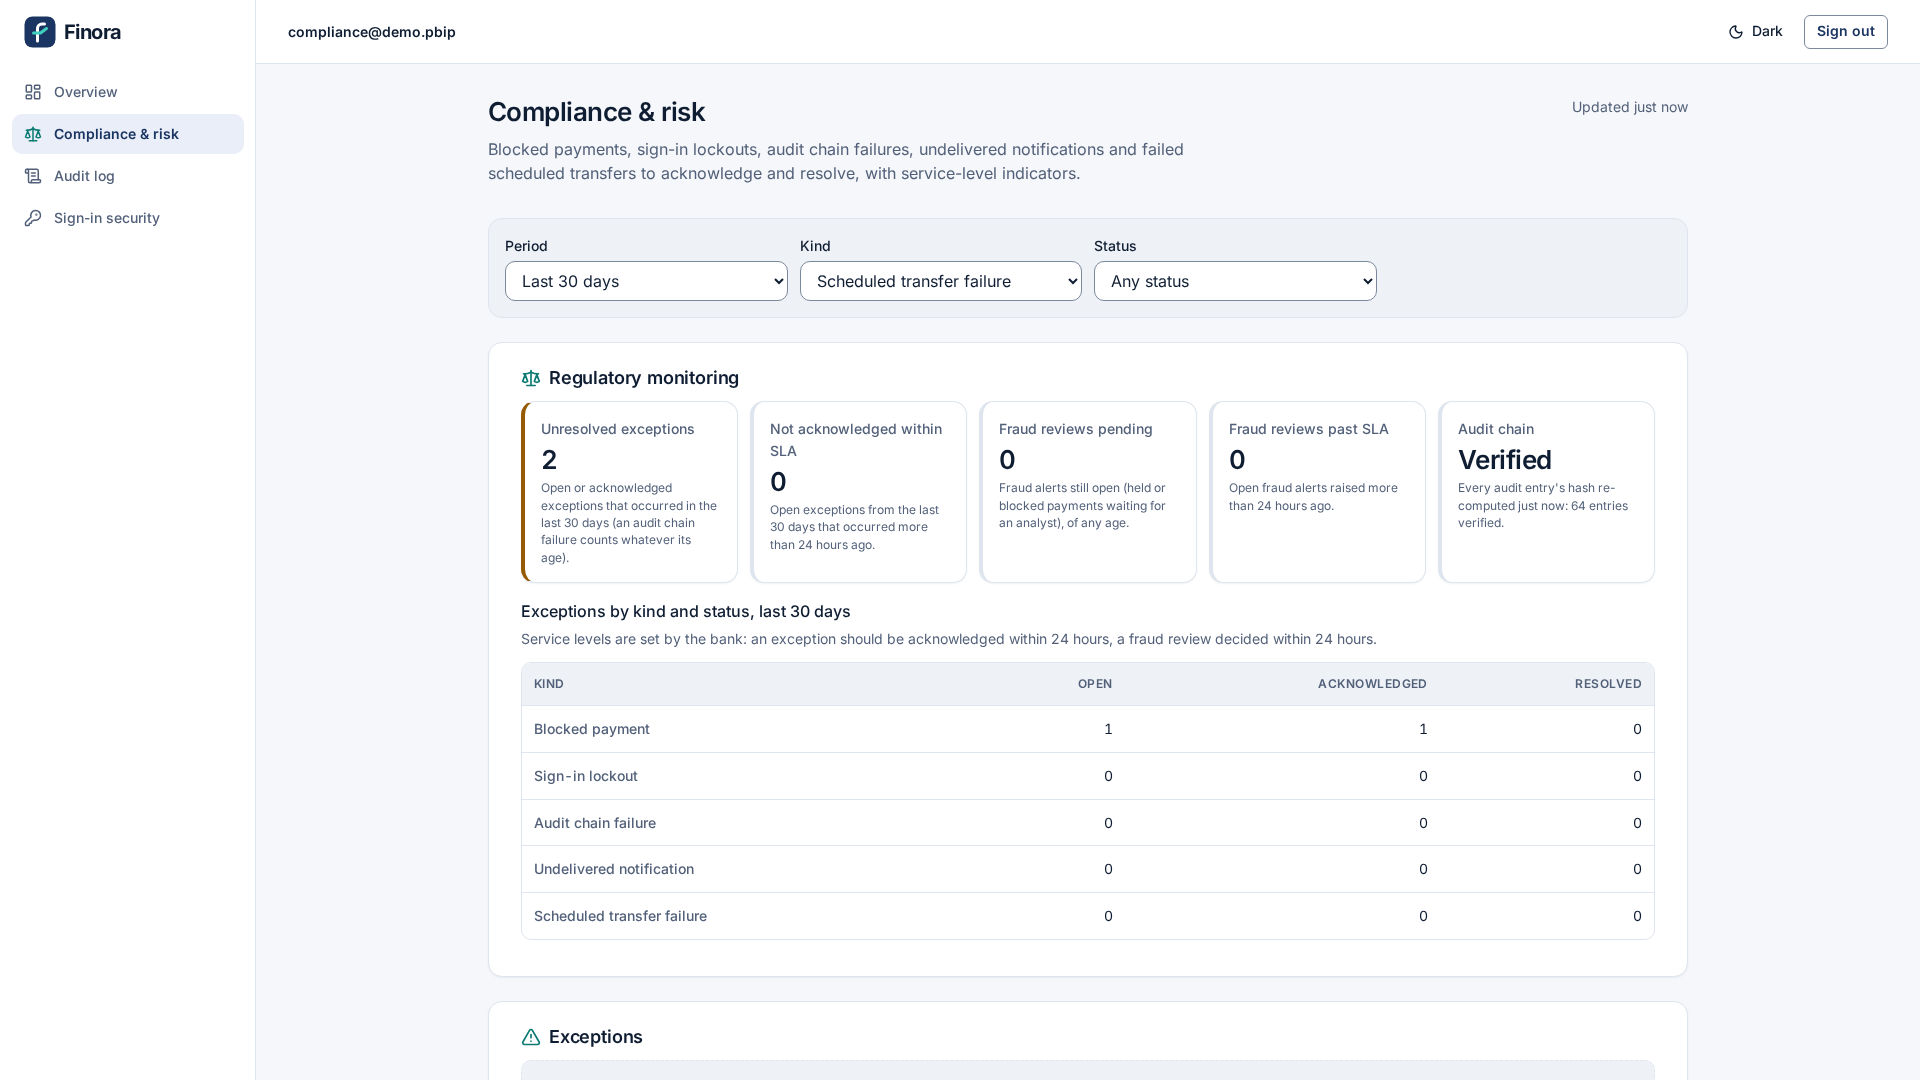 Finora
compliance@demo.pbip
Dark
Sign out
Overview
Compliance & risk
Audit log
Sign-in security
Compliance & risk
Updated just now
Blocked payments, sign-in lockouts, audit chain failures, undelivered notifications and failed
scheduled transfers to acknowledge and resolve, with service-level indicators.
Period
Kind
Status
Last 30 days
Scheduled transfer failure
Any status
Regulatory monitoring
Unresolved exceptions
2
Open or acknowledged
exceptions that occurred in the
last 30 days (an audit chain
failure counts whatever its
age).
Not acknowledged within
SLA
0
Open exceptions from the last
30 days that occurred more
than 24 hours ago.
Fraud reviews pending
0
Fraud alerts still open (held or
blocked payments waiting for
an analyst), of any age.
Fraud reviews past SLA
0
Open fraud alerts raised more
than 24 hours ago.
Audit chain
Verified
Every audit entry's hash re-
computed just now: 64 entries
verified.
Exceptions by kind and status, last 30 days
Service levels are set by the bank: an exception should be acknowledged within 24 hours, a fraud review decided within 24 hours.
KIND OPEN ACKNOWLEDGED RESOLVED
Blocked payment 1 1 0
Sign-in lockout 0 0 0
Audit chain failure 0 0 0
Undelivered notification 0 0 0
Scheduled transfer failure 0 0 0
Exceptions